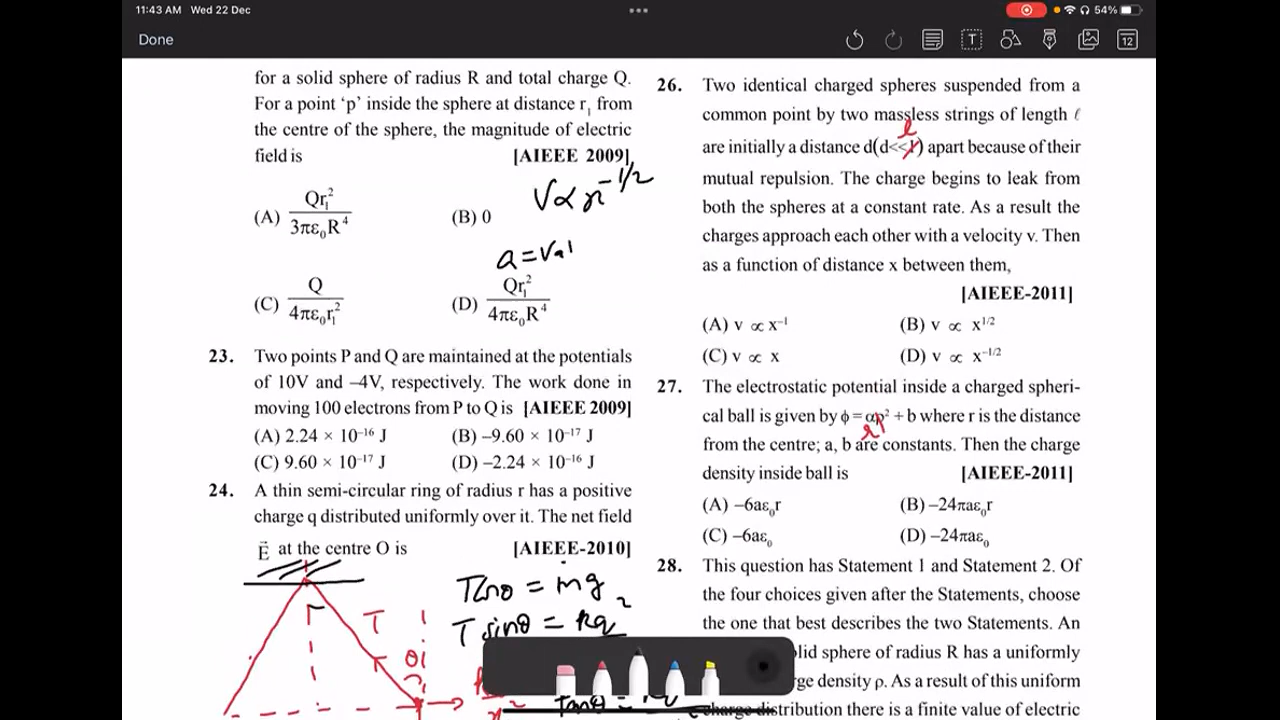 11:43 AM Wed 22 Dec
54%
Done
12
for a solid sphere of radius R and total charge Q.
For a point ‘p’ inside the sphere at distance r₁ from
the centre of the sphere, the magnitude of electric
field is [AIEEE 2009]
V∝x^-1/2
(A) Qr₁²/3πε₀R⁴ (B) 0
a = Val
(C) Q/4πε₀r₁² (D) Qr₁²/4πε₀R⁴
23. Two points P and Q are maintained at the potentials
of 10V and –4V, respectively. The work done in
moving 100 electrons from P to Q is [AIEEE 2009]
(A) 2.24 × 10⁻¹⁶ J (B) –9.60 × 10⁻¹⁷ J
(C) 9.60 × 10⁻¹⁷ J (D) –2.24 × 10⁻¹⁶ J
24. A thin semi-circular ring of radius r has a positive
charge q distributed uniformly over it. The net field
E⃗ at the centre O is [AIEEE-2010]
Tcosθ = mg
T sinθ = kq²
T
θ
tanθ =
26. Two identical charged spheres suspended from a
common point by two massless strings of length ℓ
l
are initially a distance d(d<<1) apart because of their
mutual repulsion. The charge begins to leak from
both the spheres at a constant rate. As a result the
charges approach each other with a velocity v. Then
as a function of distance x between them,
[AIEEE-2011]
(A) v ∝ x⁻¹ (B) v ∝ x¹/²
(C) v ∝ x (D) v ∝ x⁻¹/²
27. The electrostatic potential inside a charged spheri-
cal ball is given by ϕ = αr² + b where r is the distance
from the centre; a, b are constants. Then the charge
density inside ball is [AIEEE-2011]
(A) –6aε₀r (B) –24πaε₀r
(C) –6aε₀ (D) –24πaε₀
28. This question has Statement 1 and Statement 2. Of
the four choices given after the Statements, choose
the one that best describes the two Statements. An
lid sphere of radius R has a uniformly
ge density ρ. As a result of this uniform
charge distribution there is a finite value of electric